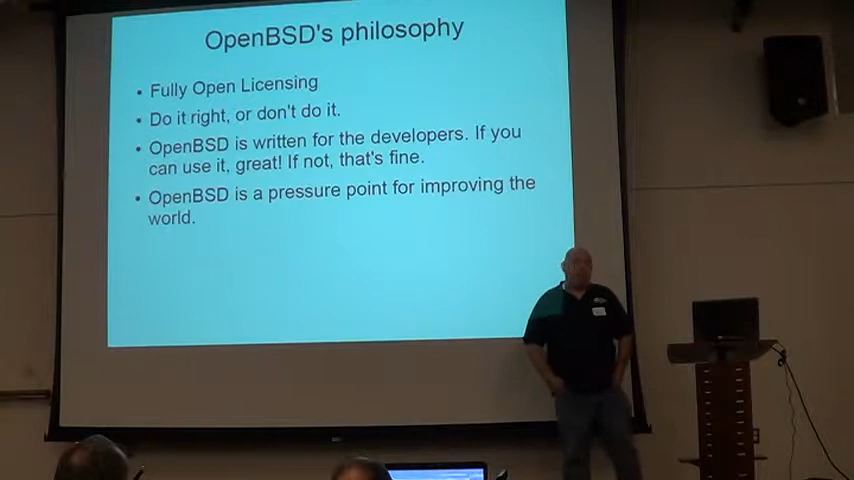 OpenBSD's philosophy
• Fully Open Licensing
• Do it right, or don't do it.
• OpenBSD is written for the developers. If you
can use it, great! If not, that's fine.
• OpenBSD is a pressure point for improving the
world.